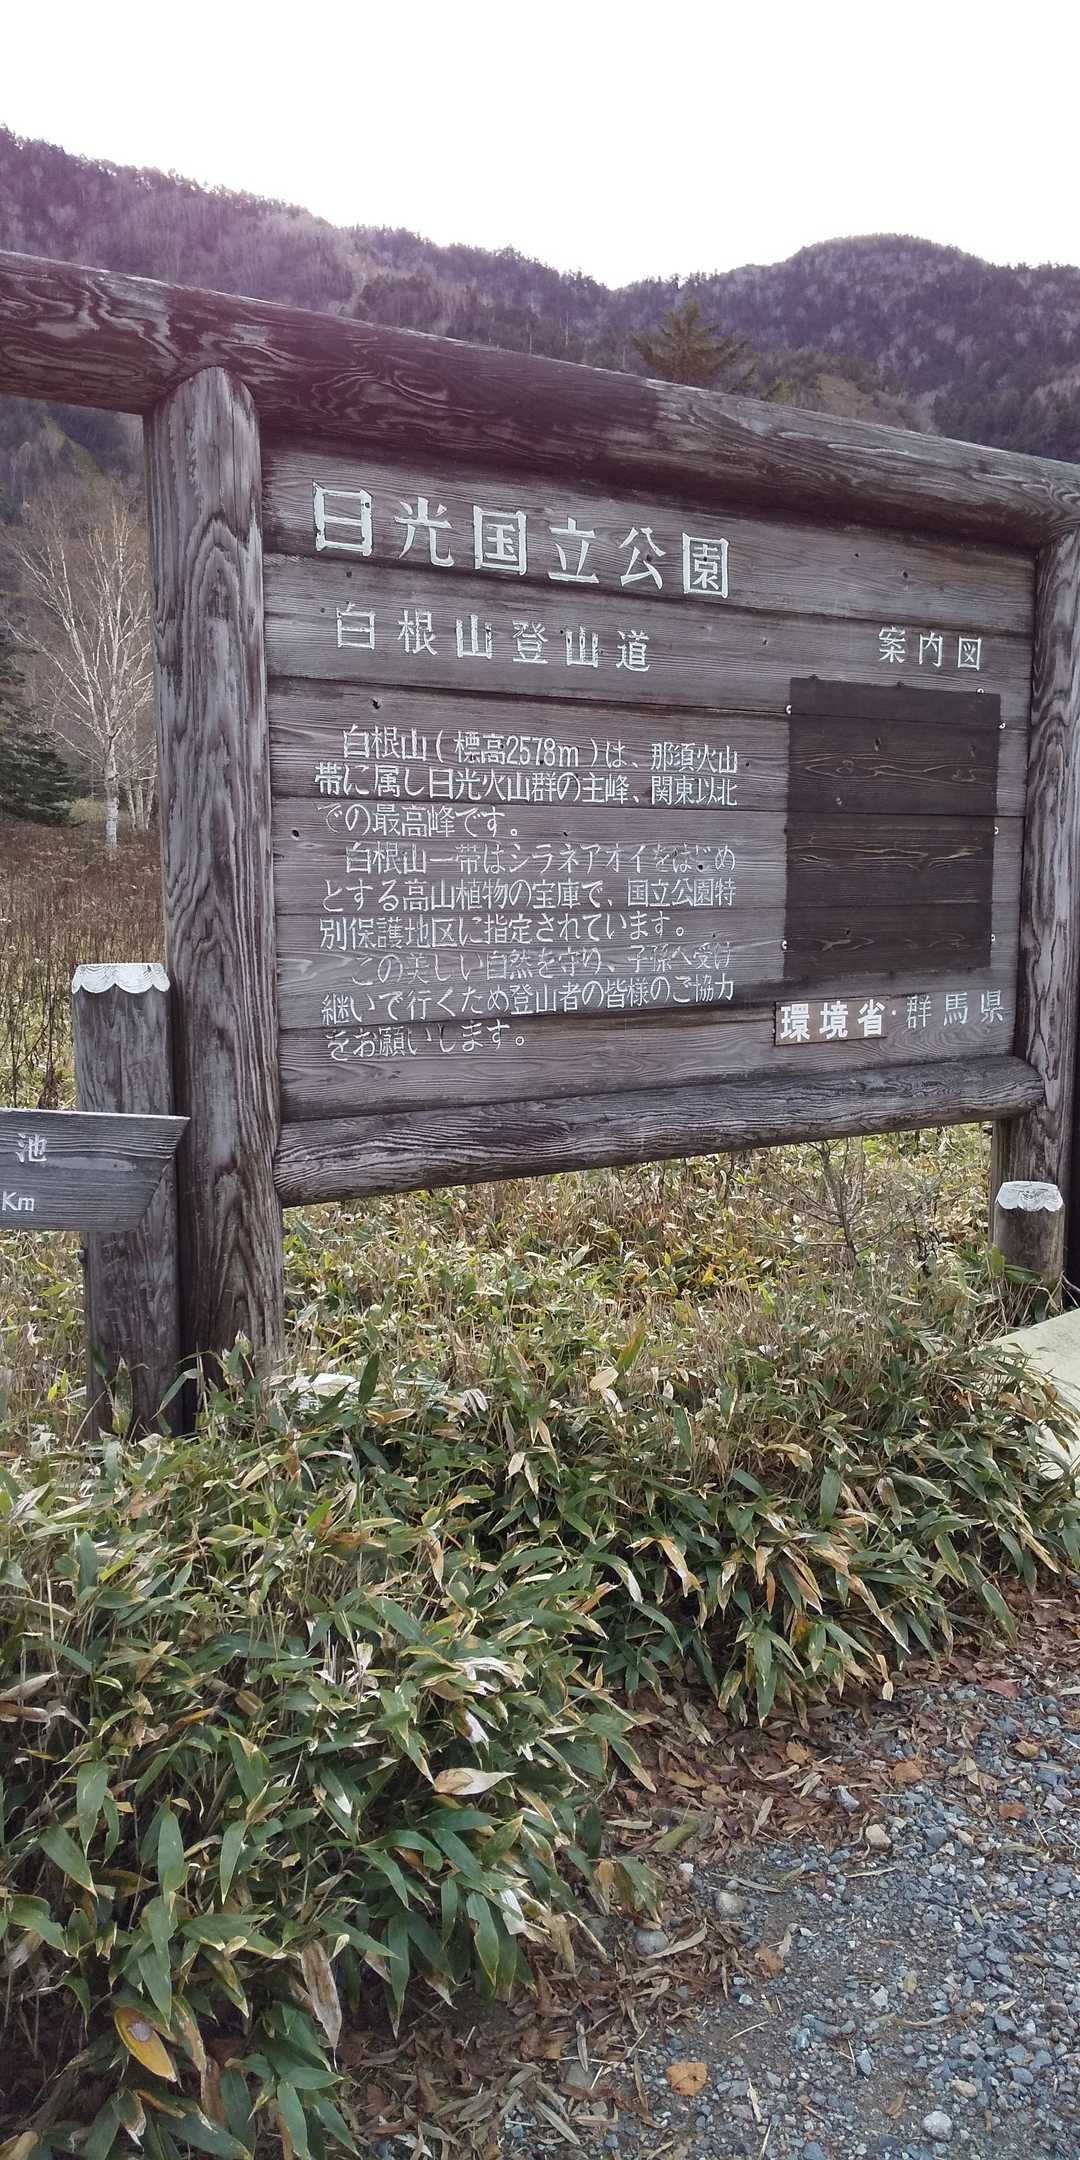 日光国立公園
白根山登山道
案内図
白根山(標高2578m)は、那須火山
帯に属し日光火山群の主峰、関東以北
での最高峰です。
白根山一帯はシラネアオイをはじめ
とする高山植物の宝庫で、国立公園特
別保護地区に指定されています。
この美しい自然を守り、子孫へ受け
継いで行くため登山者の皆様のご協力
をお願いします。
環境省・群馬県
池
Km